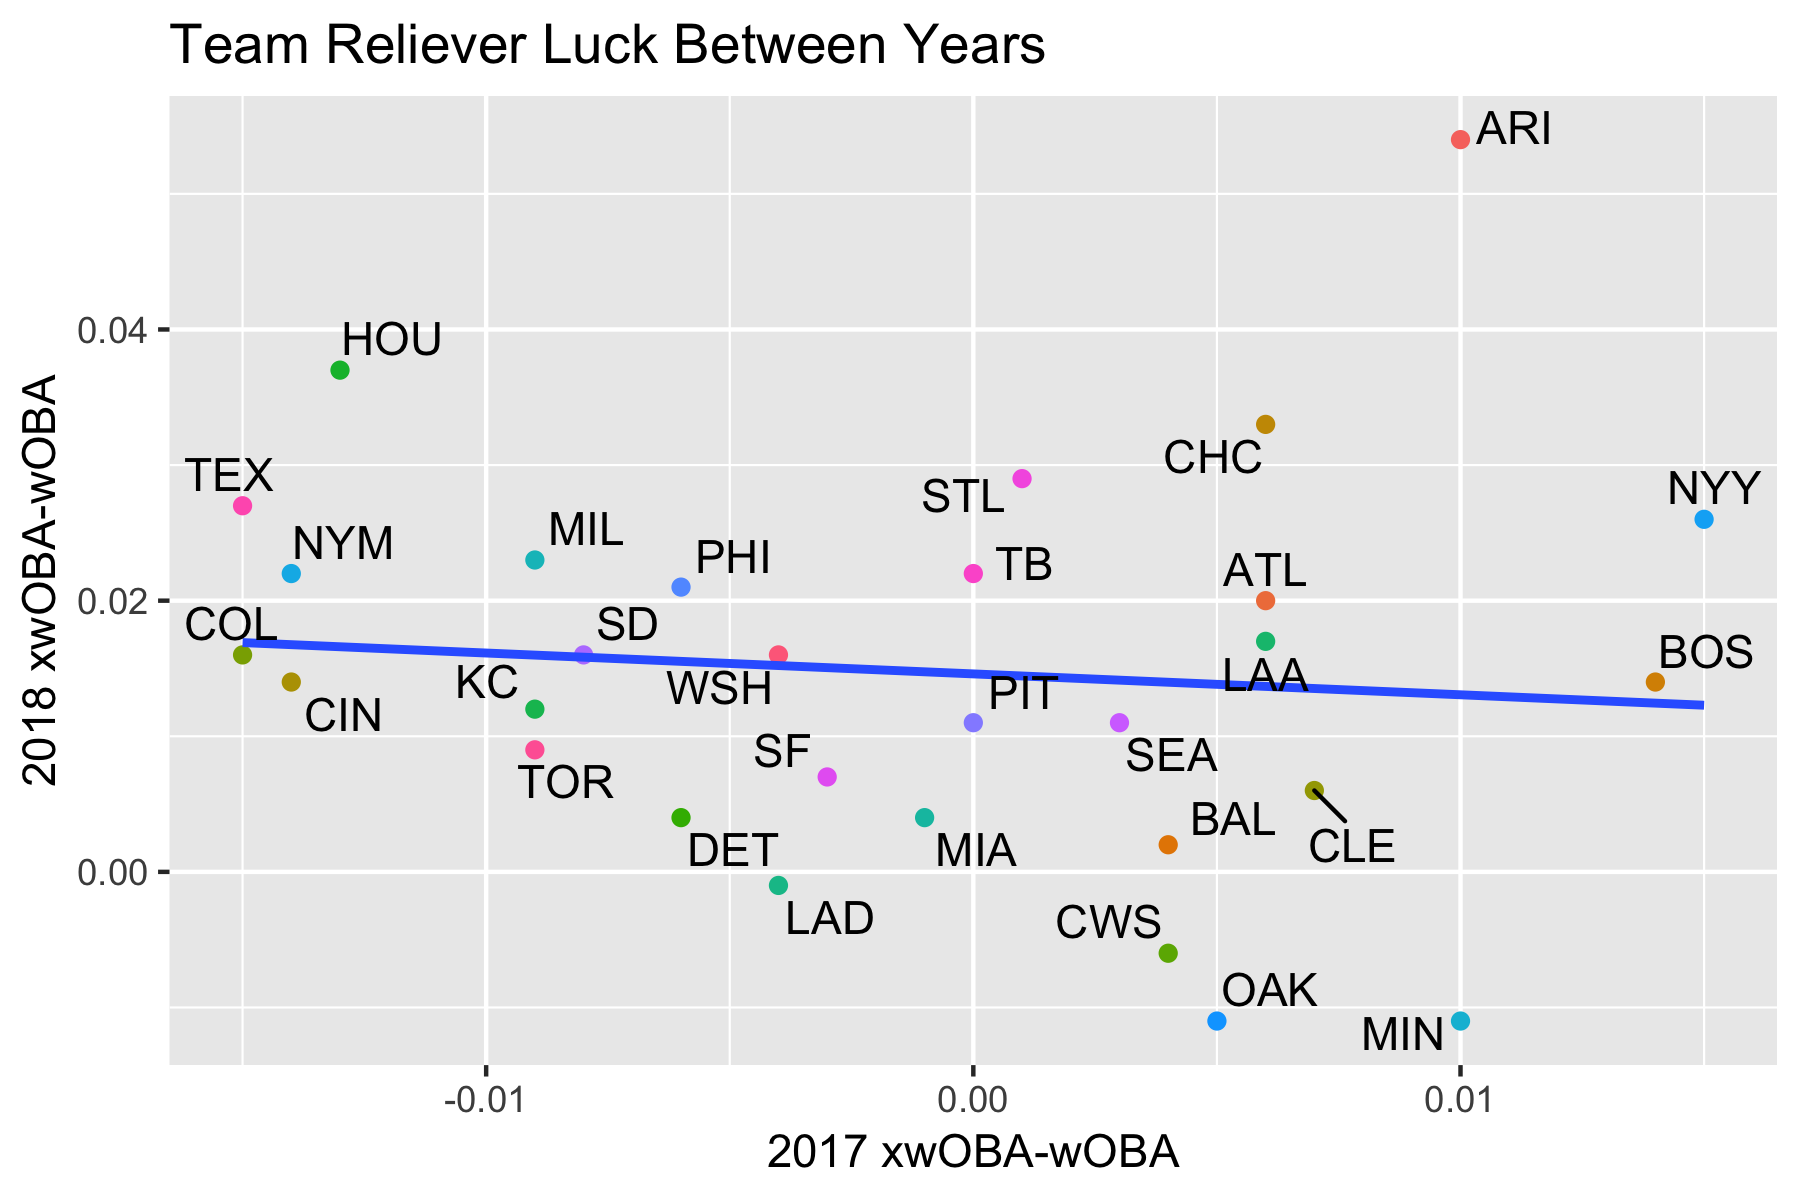 Team Reliever Luck Between Years
ARI
HOU
0.04
CHC
TEX
NYY
STL
NYM
MIL
PHI
TB
ATL
0.02
COL
SD
BOS
KC
WSH
PIT
LAA
CIN
SF
SEA
TOR
BAL
DET
MIA
CLE
0.00
LAD
CWS
OAK
MIN
-0.01
0.00
0.01
2017 xwOBA-wOBA
2018 xwOBA-wOBA